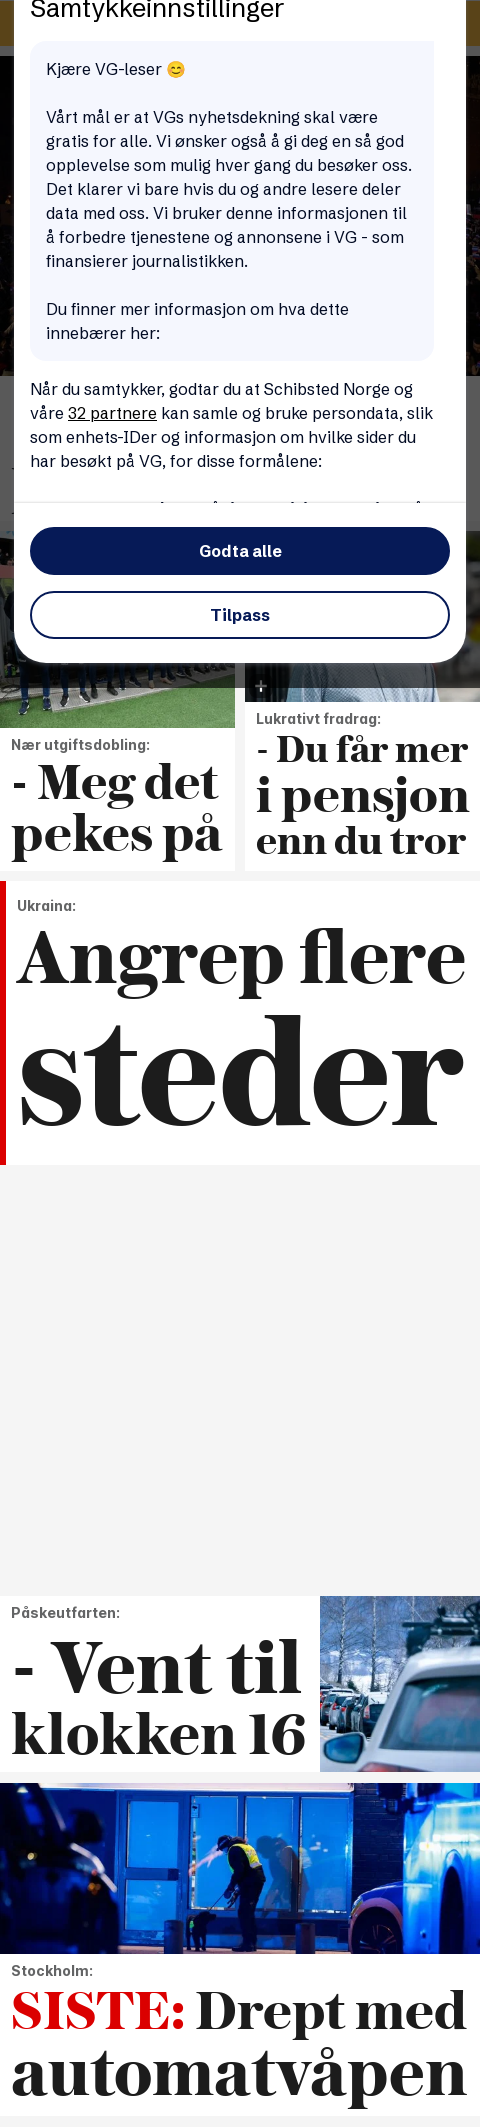 Samtykkeinnstillinger
Kjære VG-leser 😊
Vårt mål er at VGs nyhetsdekning skal være
gratis for alle. Vi ønsker også å gi deg en så god
opplevelse som mulig hver gang du besøker oss.
Det klarer vi bare hvis du og andre lesere deler
data med oss. Vi bruker denne informasjonen til
å forbedre tjenestene og annonsene i VG - som
finansierer journalistikken.
Du finner mer informasjon om hva dette
innebærer her:
Når du samtykker, godtar du at Schibsted Norge og
våre 32 partnere kan samle og bruke persondata, slik
som enhets-IDer og informasjon om hvilke sider du
har besøkt på VG, for disse formålene:
Godta alle
Tilpass
Nær utgiftsdobling:
- Meg det
pekes på
Lukrativt fradrag:
- Du får mer
i pensjon
enn du tror
Ukraina:
Angrep flere
steder
Påskeutfarten:
- Vent til
klokken 16
Stockholm:
SISTE: Drept med
automatvåpen